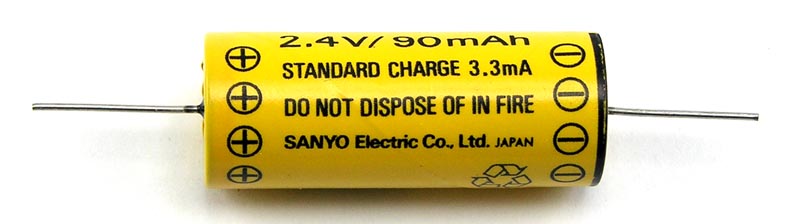 2.4V/90mAh
STANDARD CHARGE 3.3mA
DO NOT DISPOSE OF IN FIRE
SANYO Electric Co., Ltd. JAPAN